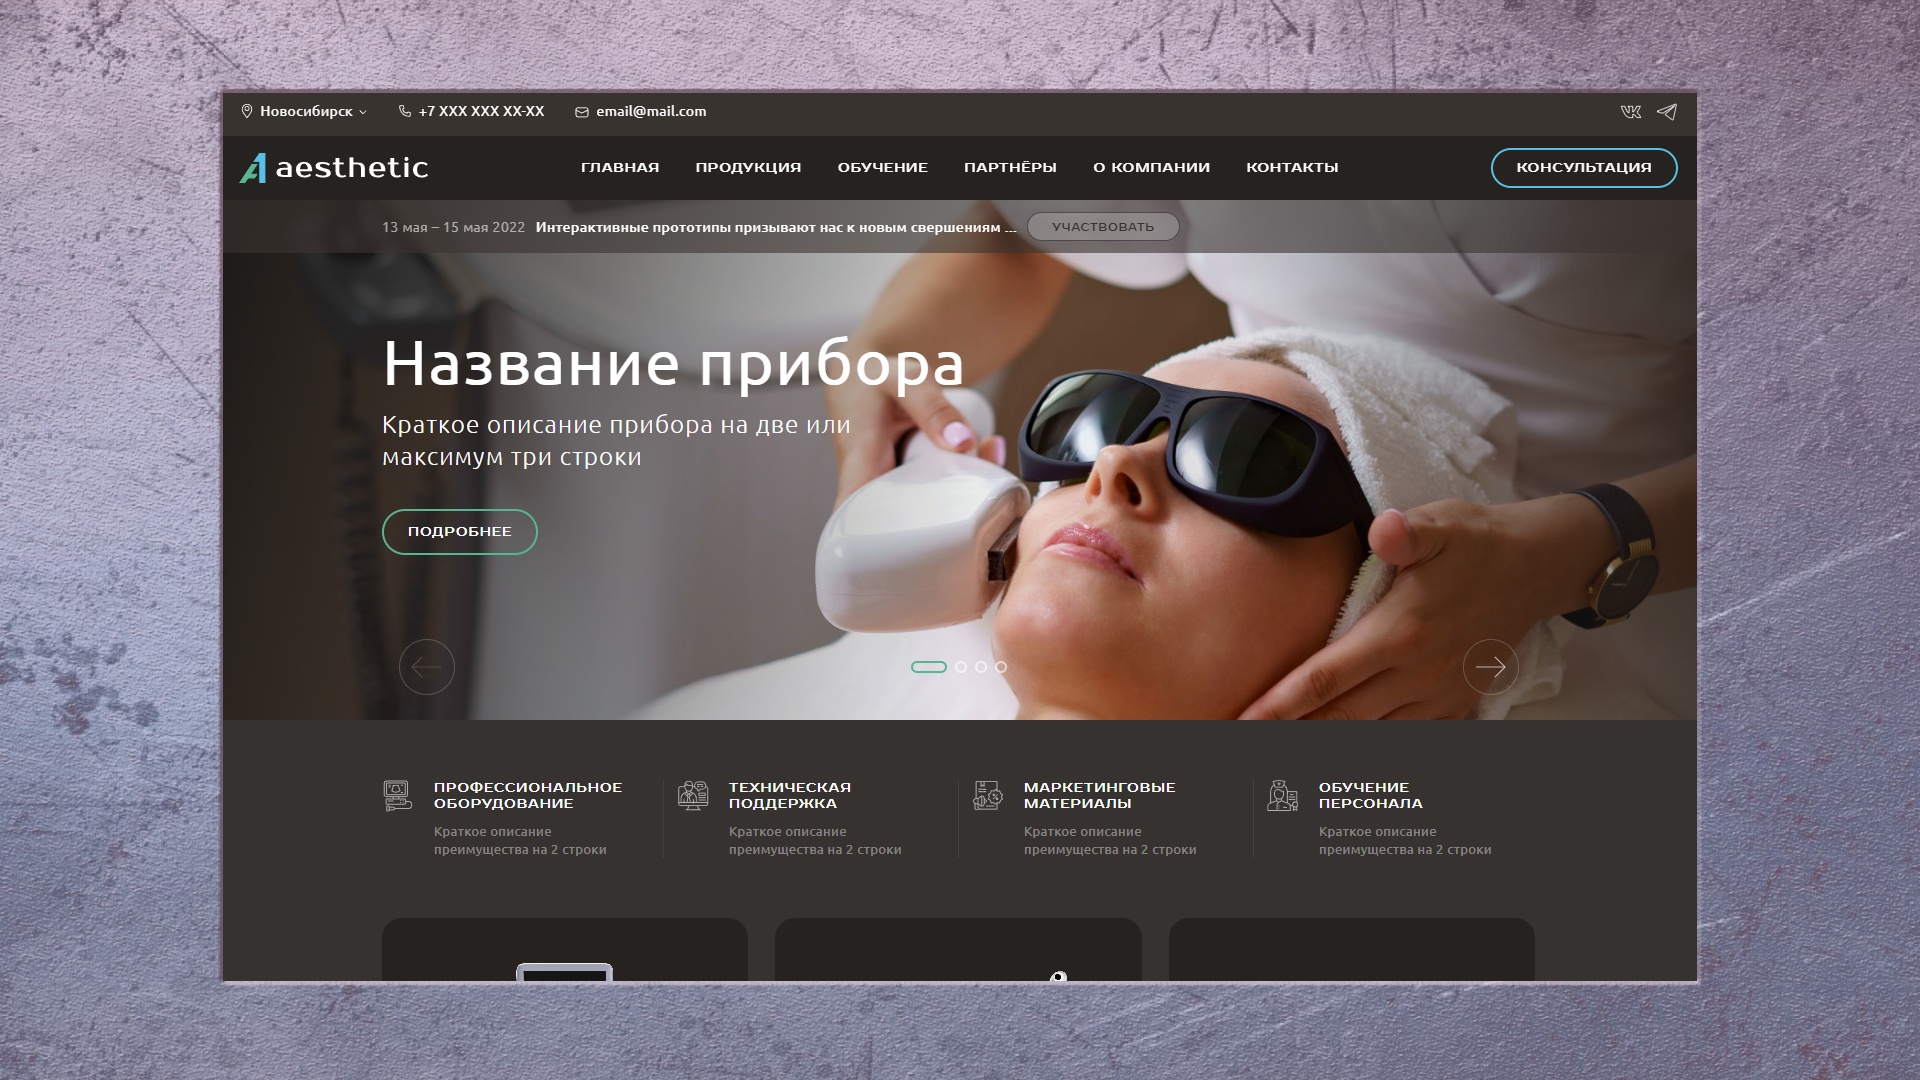 Новосибирск
+7 XXX XXX XX-XX
email@mail.com
aesthetic
ГЛАВНАЯ
ПРОДУКЦИЯ
ОБУЧЕНИЕ
ПАРТНЁРЫ
О КОМПАНИИ
КОНТАКТЫ
КОНСУЛЬТАЦИЯ
13 мая – 15 мая 2022 Интерактивные прототипы призывают нас к новым свершениям ...
УЧАСТВОВАТЬ
Название прибора
Краткое описание прибора на две или
максимум три строки
ПОДРОБНЕЕ
ПРОФЕССИОНАЛЬНОЕ
ОБОРУДОВАНИЕ
Краткое описание
преимущества на 2 строки
ТЕХНИЧЕСКАЯ
ПОДДЕРЖКА
Краткое описание
преимущества на 2 строки
МАРКЕТИНГОВЫЕ
МАТЕРИАЛЫ
Краткое описание
преимущества на 2 строки
ОБУЧЕНИЕ
ПЕРСОНАЛА
Краткое описание
преимущества на 2 строки